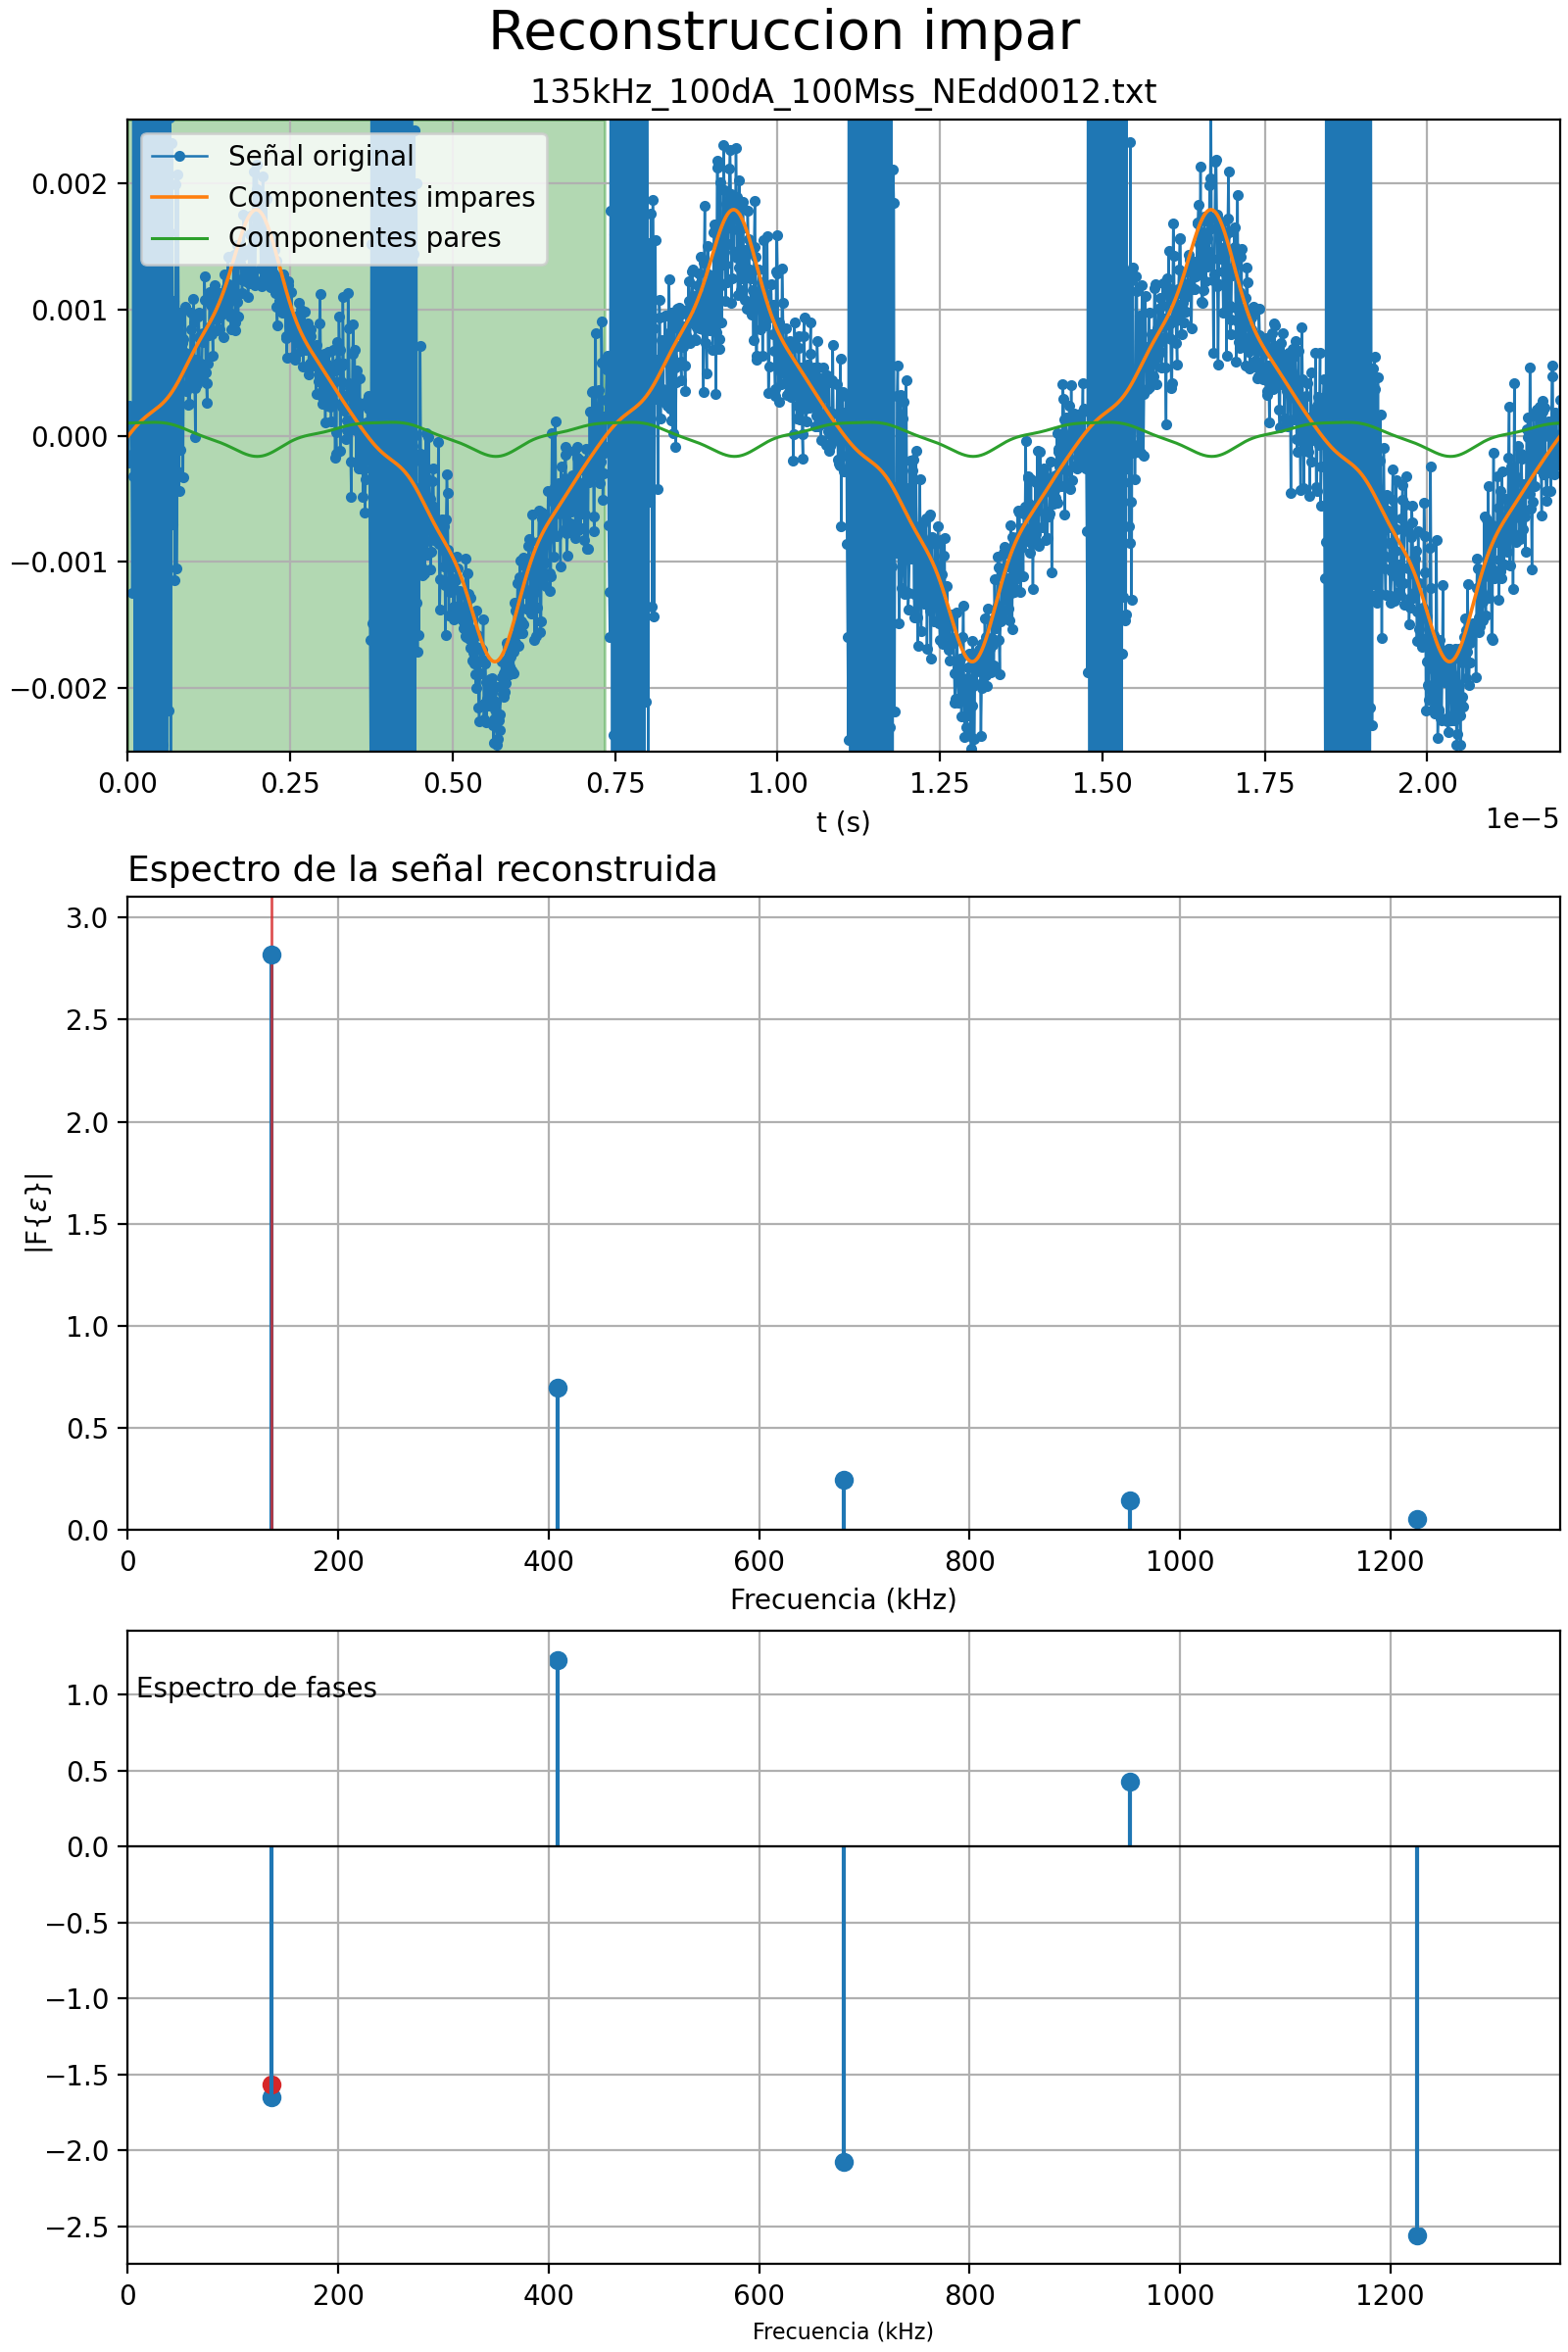 Reconstruccion impar
135kHz_100dA_100Mss_NEdd0012.txt
Señal original
Componentes impares
Componentes pares
0.002
0.001
0.000
−0.001
−0.002
0.00 0.25 0.50 0.75 1.00 1.25 1.50 1.75 2.00
1e−5
t (s)
Espectro de la señal reconstruida
3.0
2.5
2.0
1.5
1.0
0.5
0.0
|F{ε}|
0 200 400 600 800 1000 1200
Frecuencia (kHz)
Espectro de fases
1.0
0.5
0.0
−0.5
−1.0
−1.5
−2.0
−2.5
0 200 400 600 800 1000 1200
Frecuencia (kHz)